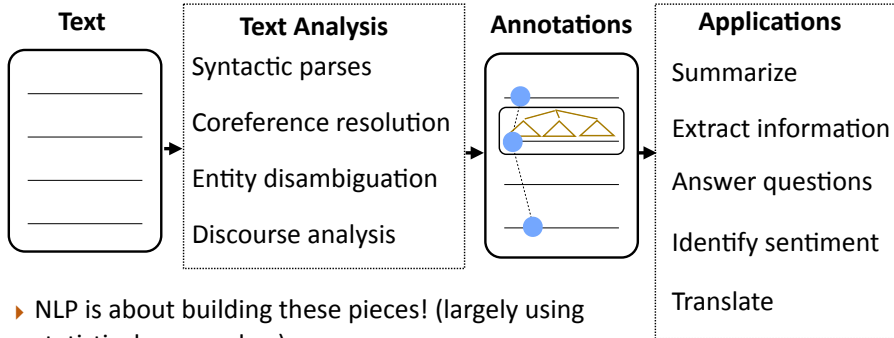 Text
Text Analysis
Annotations
Applications
Syntactic parses
Coreference resolution
Entity disambiguation
Discourse analysis
Summarize
Extract information
Answer questions
Identify sentiment
Translate
NLP is about building these pieces! (largely using